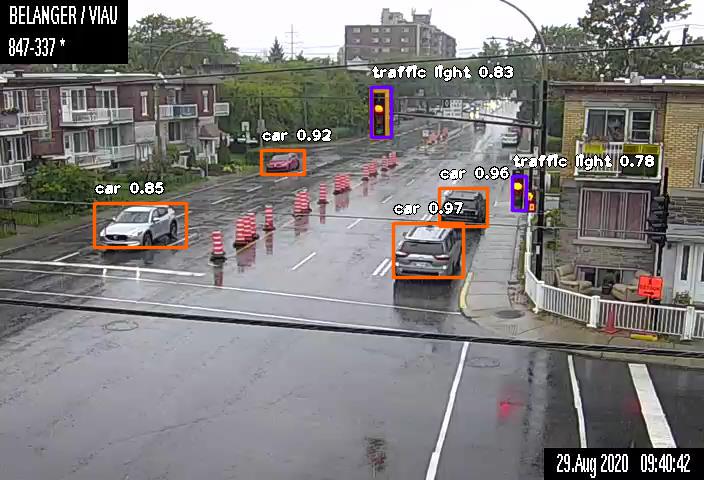 BELANGER / VIAU
847-337 *
traffic light 0.83
car 0.92
car 0.96
traffic light 0.78
car 0.85
car 0.97
29.Aug 2020 09:40:42